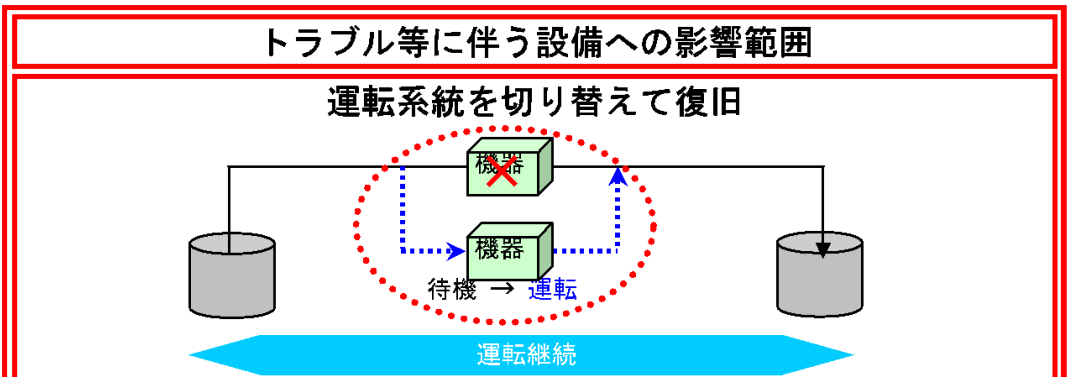 トラブル等に伴う設備への影響範囲
運転系統を切り替えて復旧
機器
機器
待機 → 運転
運転継続